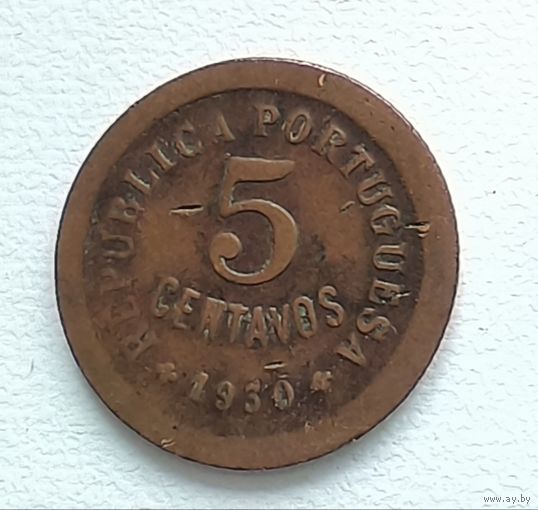 REPUBLICA PORTUGUESA
5
CENTAVOS
* 1930 *
www.ay.by